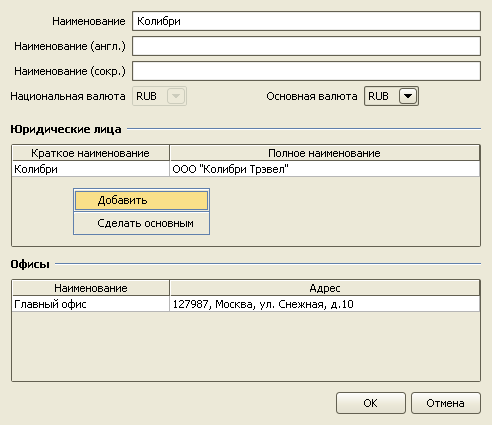 Наименование Колибри
Наименование (англ.)
Наименование (сокр.)
Национальная валюта RUB Основная валюта RUB
Юридические лица
Краткое наименование Полное наименование
Колибри ООО "Колибри Трэвел"
Добавить
Сделать основным
Офисы
Наименование Адрес
Главный офис 127987, Москва, ул. Снежная, д.10
OK Отмена